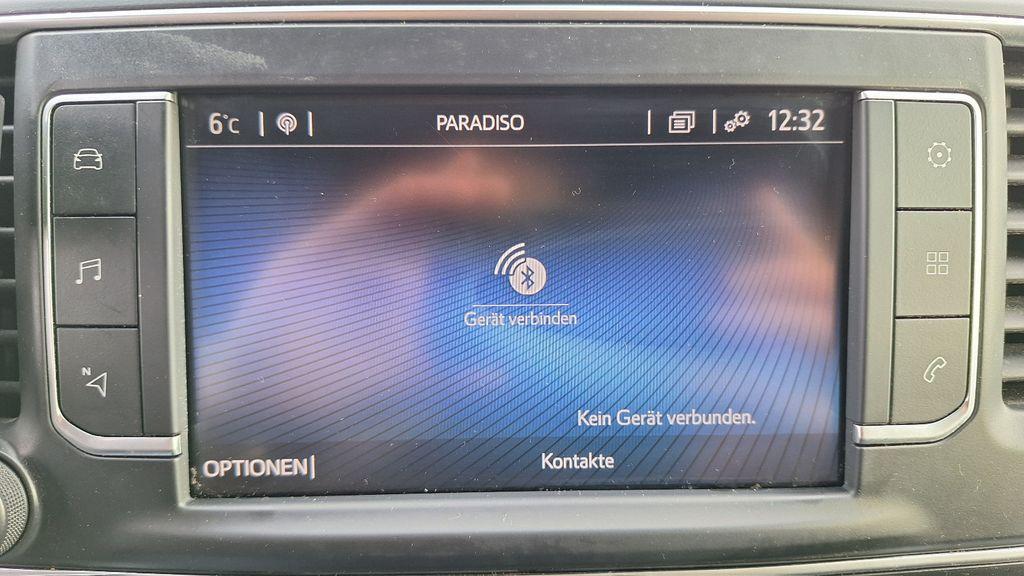 6°C PARADISO 12:32
N
Gerät verbinden
Kein Gerät verbunden.
OPTIONEN Kontakte